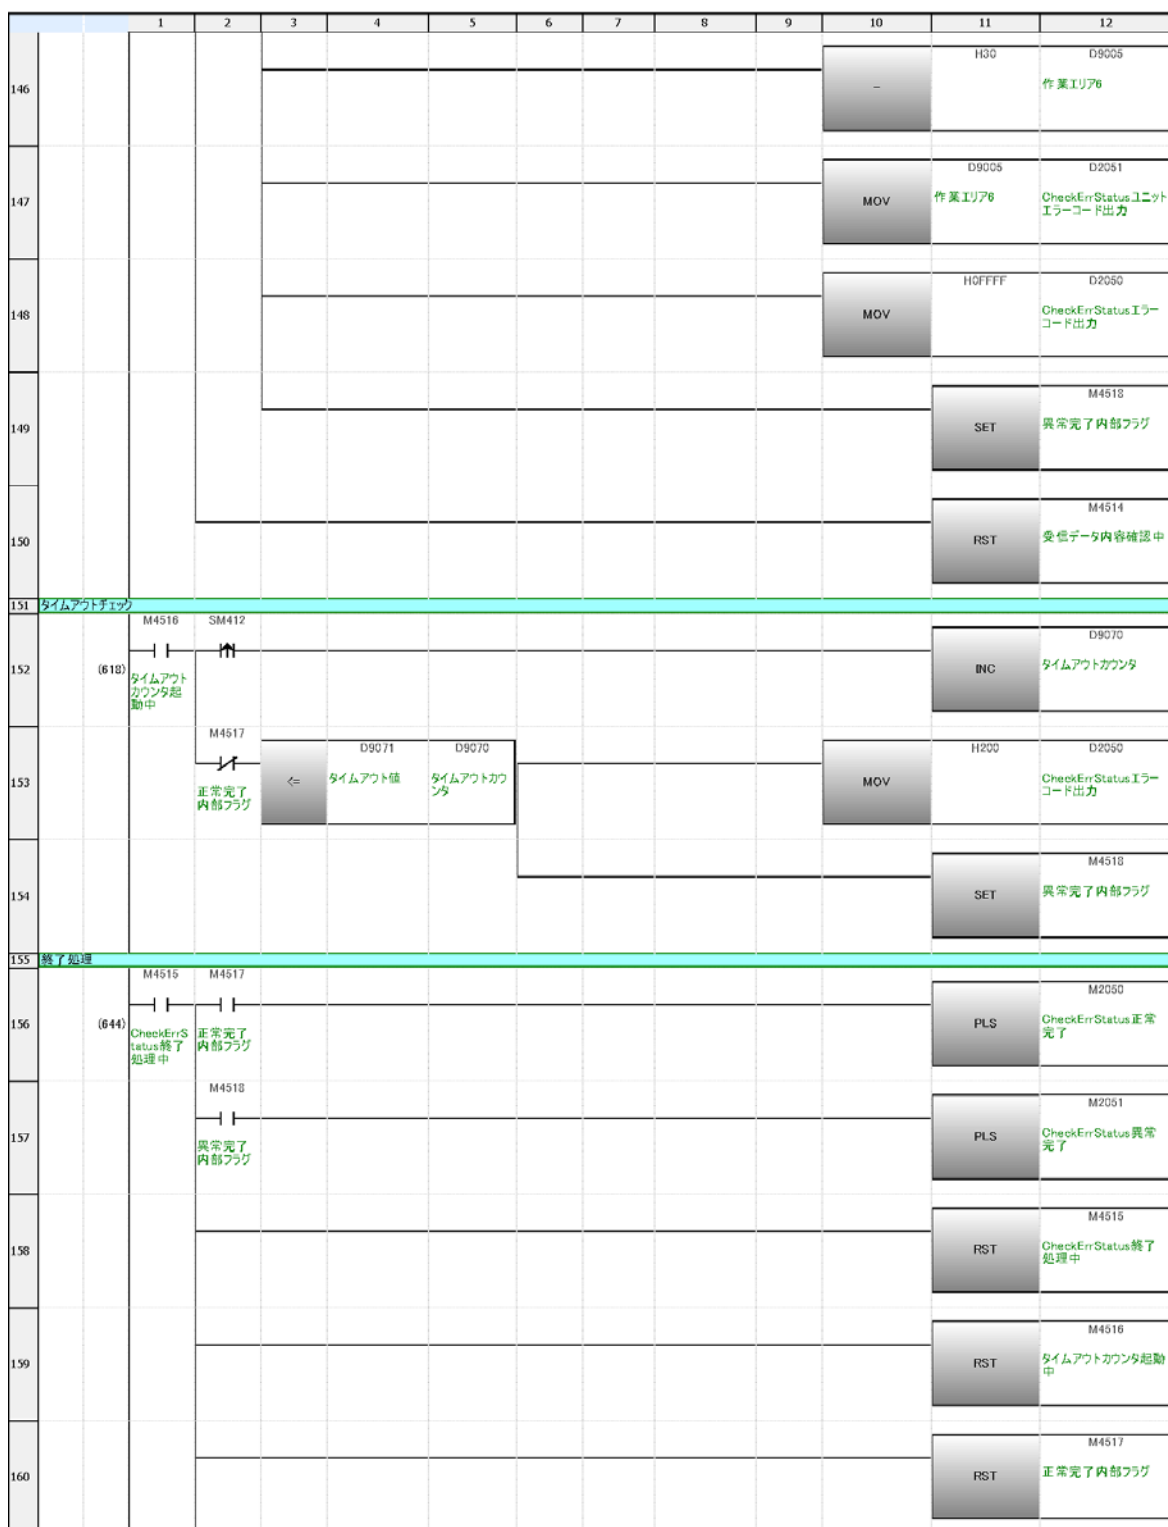 1 2 3 4 5 6 7 8 9 10 11 12
146
−
H30
D9005
作業エリア6
147
MOV
D9005
作業エリア6
D2051
CheckErrStatusユニット
エラーコード出力
148
MOV
H0FFFF
D2050
CheckErrStatusエラー
コード出力
149
SET
M4518
異常完了内部フラグ
150
RST
M4514
受信データ内容確認中
151 タイムアウトチェック
152
(618)
M4516
タイムアウト
カウンタ起
動中
SM412
INC
D9070
タイムアウトカウンタ
153
M4517
正常完了
内部フラグ
<=
D9071
タイムアウト値
D9070
タイムアウトカウ
ンタ
MOV
H200
D2050
CheckErrStatusエラー
コード出力
154
SET
M4518
異常完了内部フラグ
155 終了処理
156
(644)
M4515
CheckErrS
tatus終了
処理中
M4517
正常完了
内部フラグ
PLS
M2050
CheckErrStatus正常
完了
157
M4518
異常完了
内部フラグ
PLS
M2051
CheckErrStatus異常
完了
158
RST
M4515
CheckErrStatus終了
処理中
159
RST
M4516
タイムアウトカウンタ起動
中
160
RST
M4517
正常完了内部フラグ